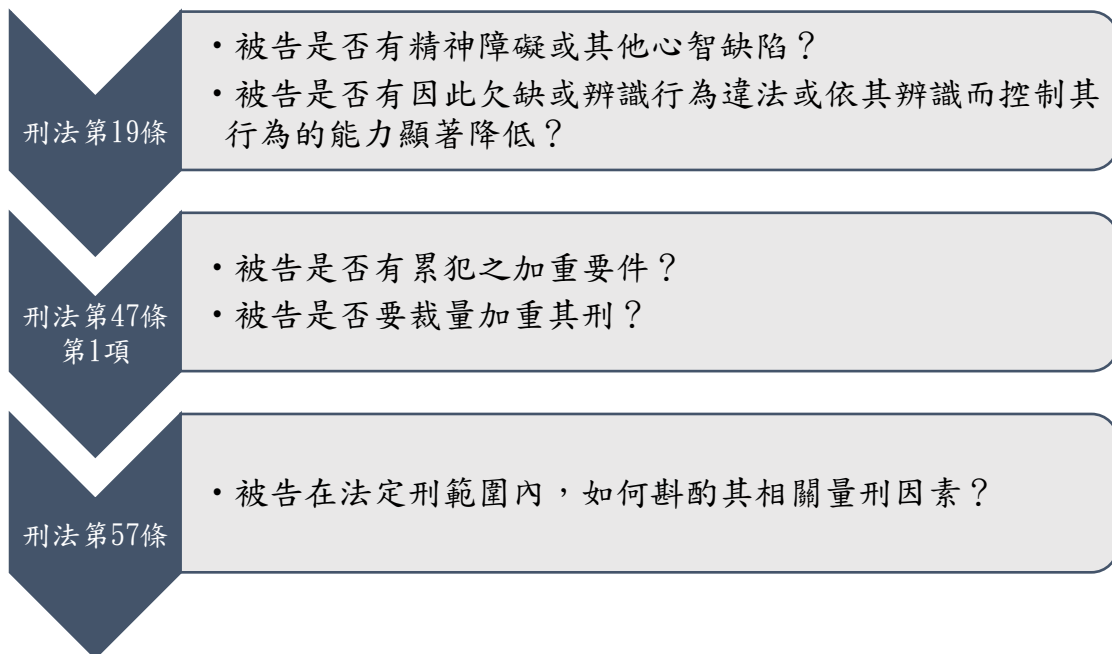 刑法第19條
•被告是否有精神障礙或其他心智缺陷？
•被告是否有因此欠缺或辨識行為違法或依其辨識而控制其
行為的能力顯著降低？
刑法第47條
第1項
•被告是否有累犯之加重要件？
•被告是否要裁量加重其刑？
刑法第57條
•被告在法定刑範圍內，如何斟酌其相關量刑因素？